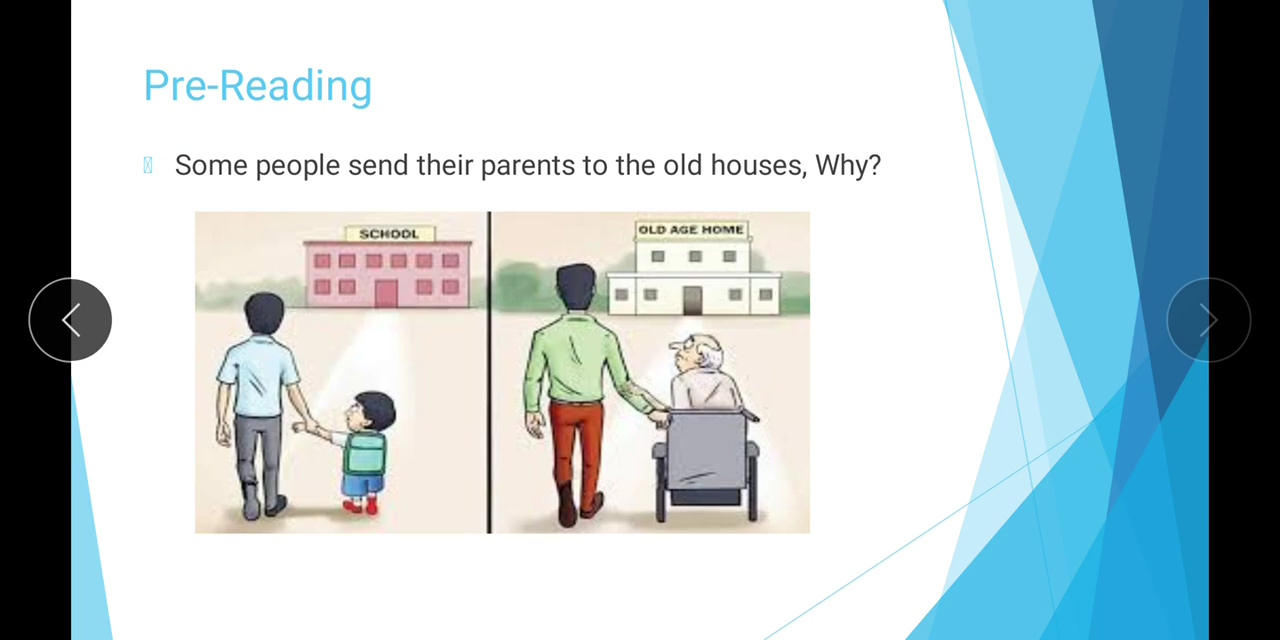 Pre-Reading
Some people send their parents to the old houses, Why?
SCHOOL
OLD AGE HOME